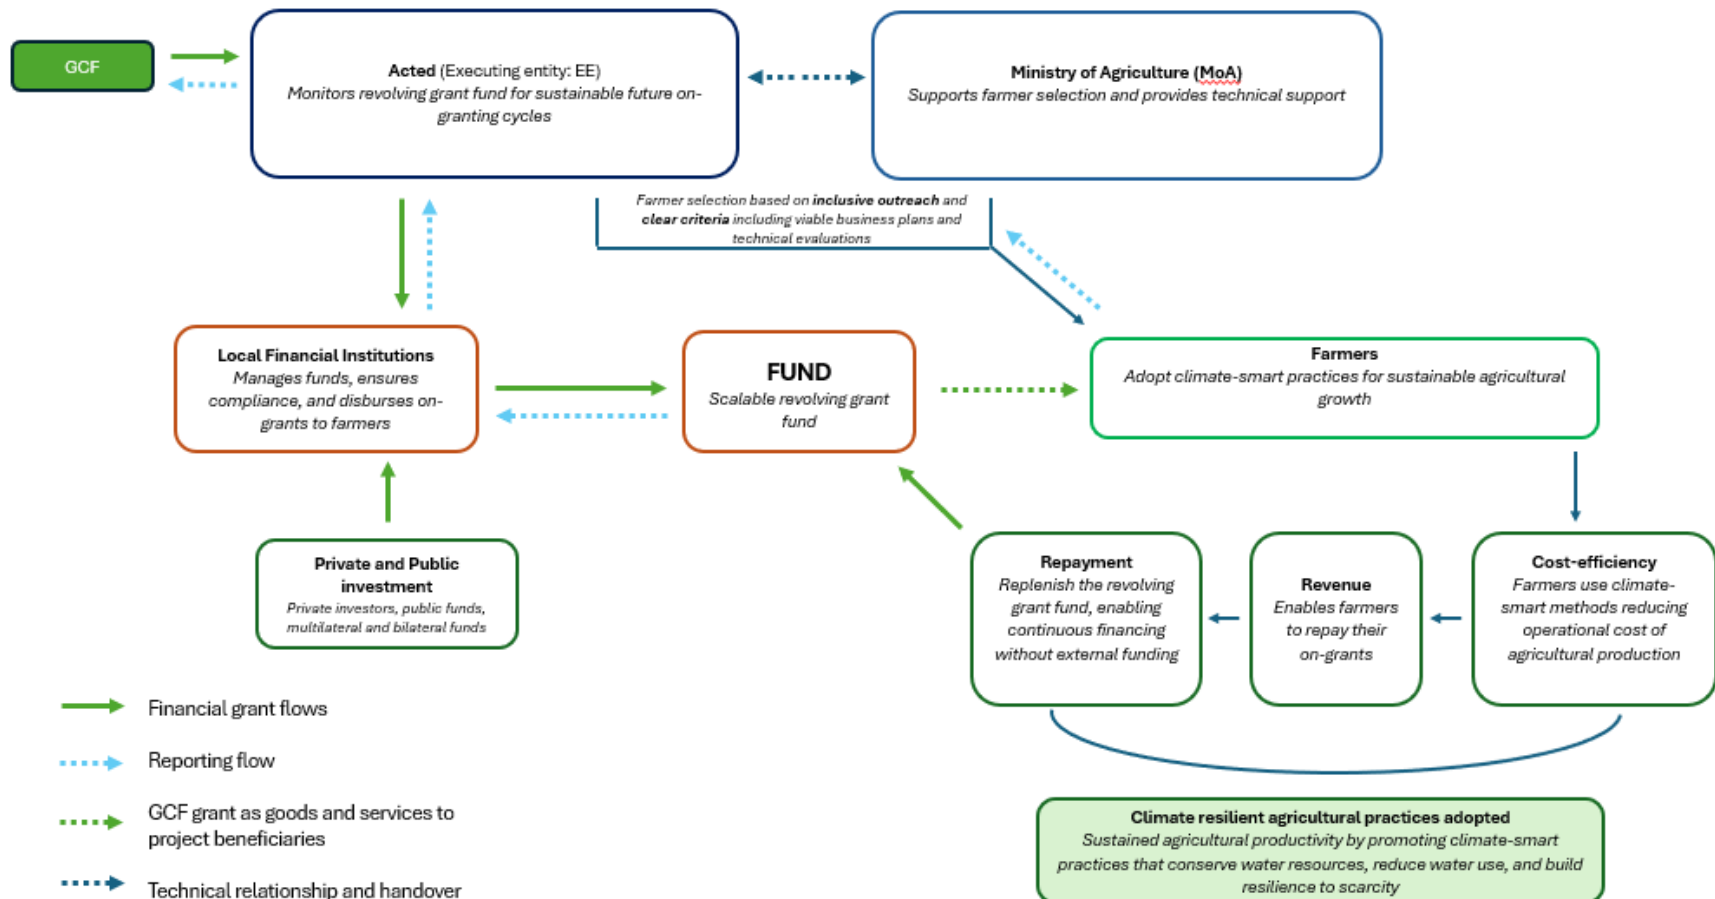 GCF
Acted (Executing entity: EE)
Monitors revolving grant fund for sustainable future on-
granting cycles
Ministry of Agriculture (MoA)
Supports farmer selection and provides technical support
Farmer selection based on inclusive outreach and
clear criteria including viable business plans and
technical evaluations
Local Financial Institutions
Manages funds, ensures
compliance, and disburses on-
grants to farmers
FUND
Scalable revolving grant
fund
Farmers
Adopt climate-smart practices for sustainable agricultural
growth
Private and Public
investment
Private investors, public funds,
multilateral and bilateral funds
Repayment
Replenish the revolving
grant fund, enabling
continuous financing
without external funding
Revenue
Enables farmers
to repay their
on-grants
Cost-efficiency
Farmers use climate-
smart methods reducing
operational cost of
agricultural production
Financial grant flows
Reporting flow
GCF grant as goods and services to
project beneficiaries
Technical relationship and handover
Climate resilient agricultural practices adopted
Sustained agricultural productivity by promoting climate-smart
practices that conserve water resources, reduce water use, and build
resilience to scarcity